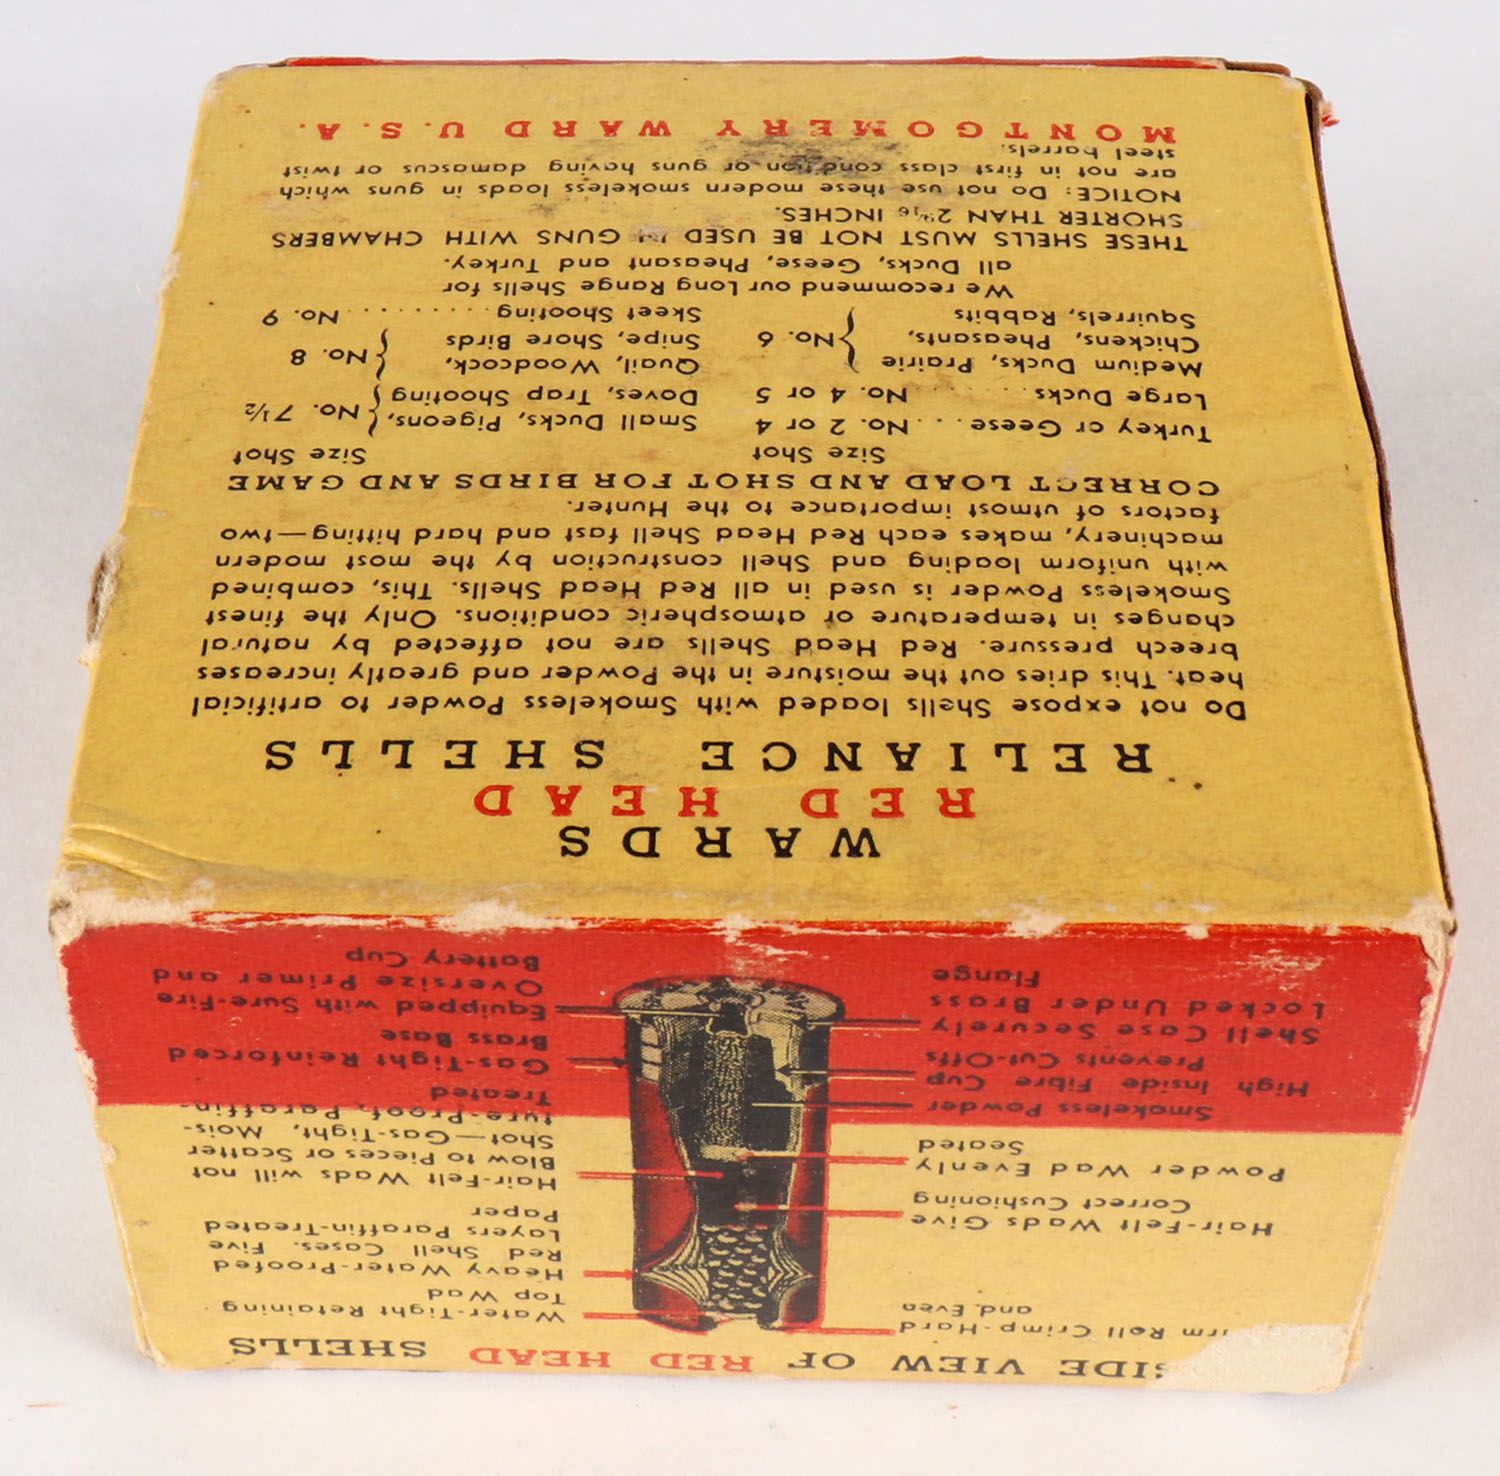 WARDS
RED HEAD
RELIANCE SHELLS
Do not expose Shells loaded with Smokeless Powder to artificial
heat. This dries out the moisture in the Powder and greatly increases
breech pressure. Red Head Shells are not affected by natural
changes in temperature or atmospheric conditions. Only the finest
Smokeless Powder is used in all Red Head Shells. This, combined
with uniform loading and Shell construction by the most modern
machinery, makes each Red Head Shell fast and hard hitting—two
factors of utmost importance to the Hunter.
CORRECT LOAD AND SHOT FOR BIRDS AND GAME
Size Shot
Turkey or Geese . . . No. 2 or 4
Large Ducks . . . . . . . No. 4 or 5
Medium Ducks, Prairie
Chickens, Pheasants, } No. 6
Squirrels, Rabbits
Size Shot
Small Ducks, Pigeons,
Doves, Trap Shooting } No. 7½
Quail, Woodcock,
Snipe, Shore Birds } No. 8
Skeet Shooting . . . . . . . . . No. 9
We recommend our Long Range Shells for
all Ducks, Geese, Pheasant and Turkey.
THESE SHELLS MUST NOT BE USED IN GUNS WITH CHAMBERS
SHORTER THAN 2 9/16 INCHES.
NOTICE: Do not use these modern smokeless loads in guns which
are not in first class condition or guns having damascus or twist
steel barrels.
MONTGOMERY WARD U.S.A.
SIDE VIEW OF RED HEAD SHELLS
Roll Crimp-Hard
and Even
Hair-Felt Wads Give
Correct Cushioning
Powder Wad Evenly
Seated
Smokeless Powder
High Inside Fibre Cup
Prevents Cut-Offs
Shell Case Securely
Locked Under Brass
Flange
Water-Tight Retaining
Top Wad
Heavy Water-Proofed
Red Shell Cases. Five
Layers Paraffin-Treated
Paper
Hair-Felt Wads will not
Blow to Pieces or Scatter
Shot—Gas-Tight, Mois-
ture-Proof, Paraffin-
Treated
Gas-Tight Reinforced
Brass Base
Equipped with Sure-Fire
Oversize Primer and
Battery Cup